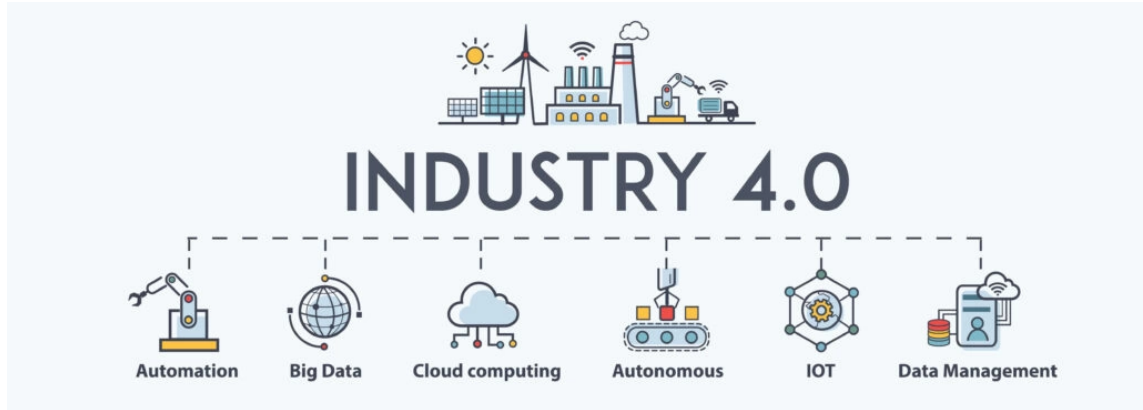 INDUSTRY 4.0
Automation
Big Data
Cloud computing
Autonomous
IOT
Data Management